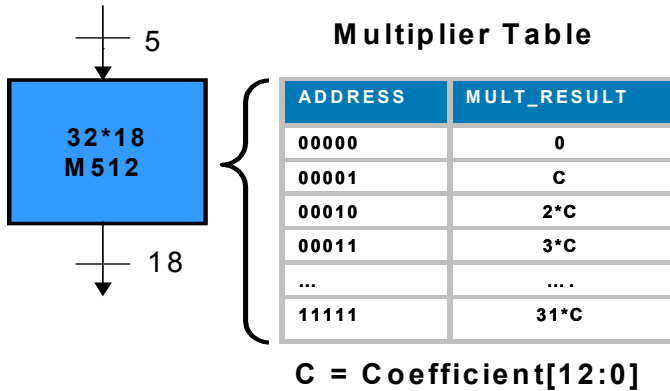 5
Multiplier Table
ADDRESS MULT_RESULT
32*18
M512
00000 0
00001 C
00010 2*C
00011 3*C
18
... ....
11111 31*C
C = Coefficient[12:0]